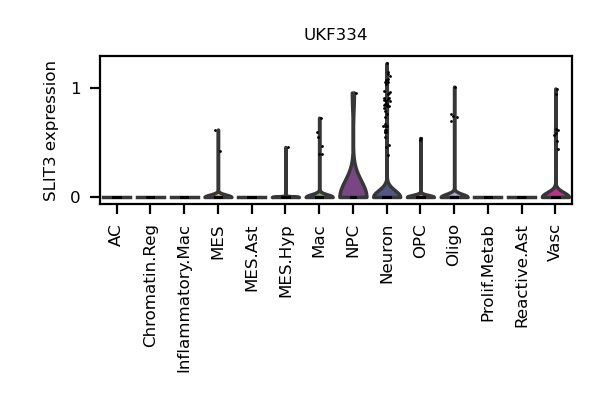 UKF334
SLIT3 expression
1
0
AC
Chromatin.Reg
Inflammatory.Mac
MES
MES.Ast
MES.Hyp
Mac
NPC
Neuron
OPC
Oligo
Prolif.Metab
Reactive.Ast
Vasc